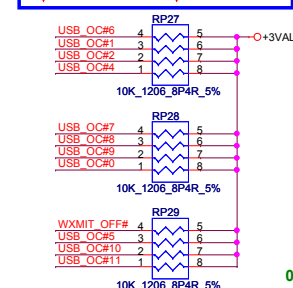 RP27
USB_OC#6 4 5 +3VAL
USB_OC#1 3 6
USB_OC#2 2 7
USB_OC#4 1 8
10K_1206_8P4R_5%
RP28
USB_OC#7 4 5
USB_OC#8 3 6
USB_OC#9 2 7
USB_OC#0 1 8
10K_1206_8P4R_5%
RP29
WXMIT_OFF# 4 5
USB_OC#5 3 6
USB_OC#10 2 7
USB_OC#11 1 8
0
10K_1206_8P4R_5%